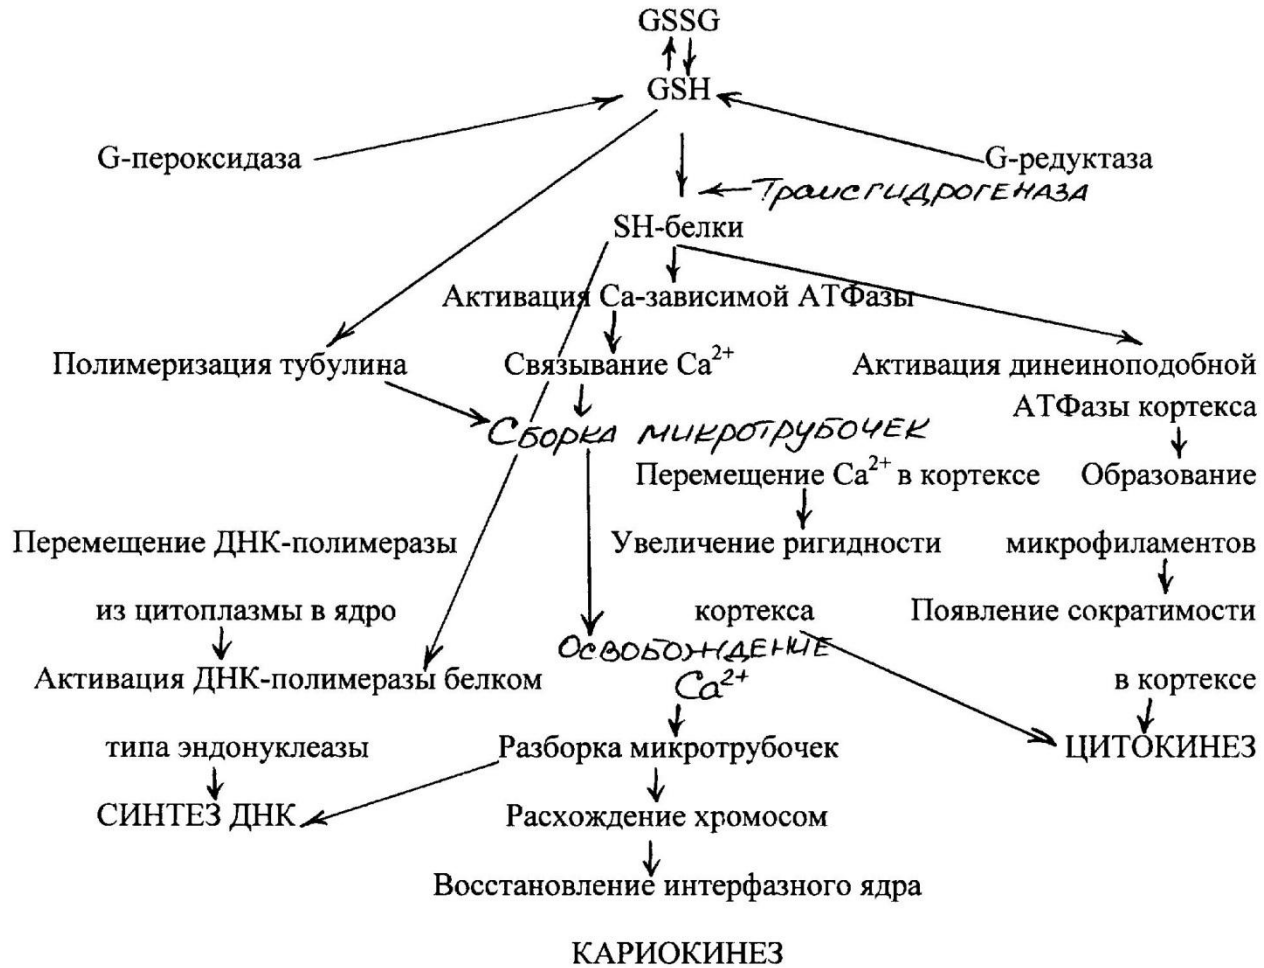 GSSG
GSH
G-пероксидаза
G-редуктаза
Трансгидрогеназа
SH-белки
Активация Ca-зависимой АТФазы
Полимеризация тубулина
Связывание Ca²⁺
Активация динеиноподобной
АТФазы кортекса
Сборка микротрубочек
Перемещение Ca²⁺ в кортексе
Образование
Перемещение ДНК-полимеразы
Увеличение ригидности
микрофиламентов
из цитоплазмы в ядро
кортекса
Появление сократимости
Освобождение
Ca²⁺
Активация ДНК-полимеразы белком
в кортексе
типа эндонуклеазы
Разборка микротрубочек
ЦИТОКИНЕЗ
СИНТЕЗ ДНК
Расхождение хромосом
Восстановление интерфазного ядра
КАРИОКИНЕЗ